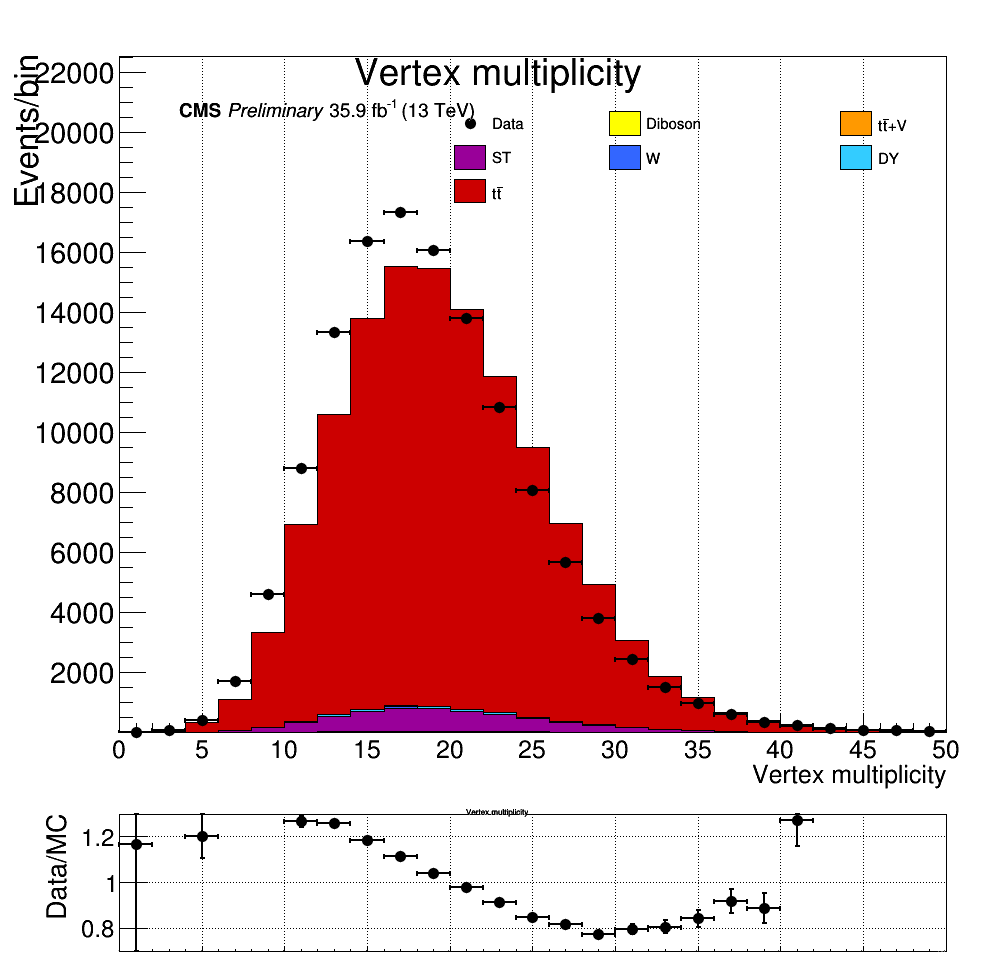 Vertex multiplicity
CMS Preliminary 35.9 fb⁻¹ (13 TeV)
Events/bin
22000
20000
18000
16000
14000
12000
10000
8000
6000
4000
2000
Data
Diboson
tt̄+V
ST
W
DY
tt̄
0 5 10 15 20 25 30 35 40 45 50
Vertex multiplicity
Vertex multiplicity
Data/MC
1.2
1
0.8